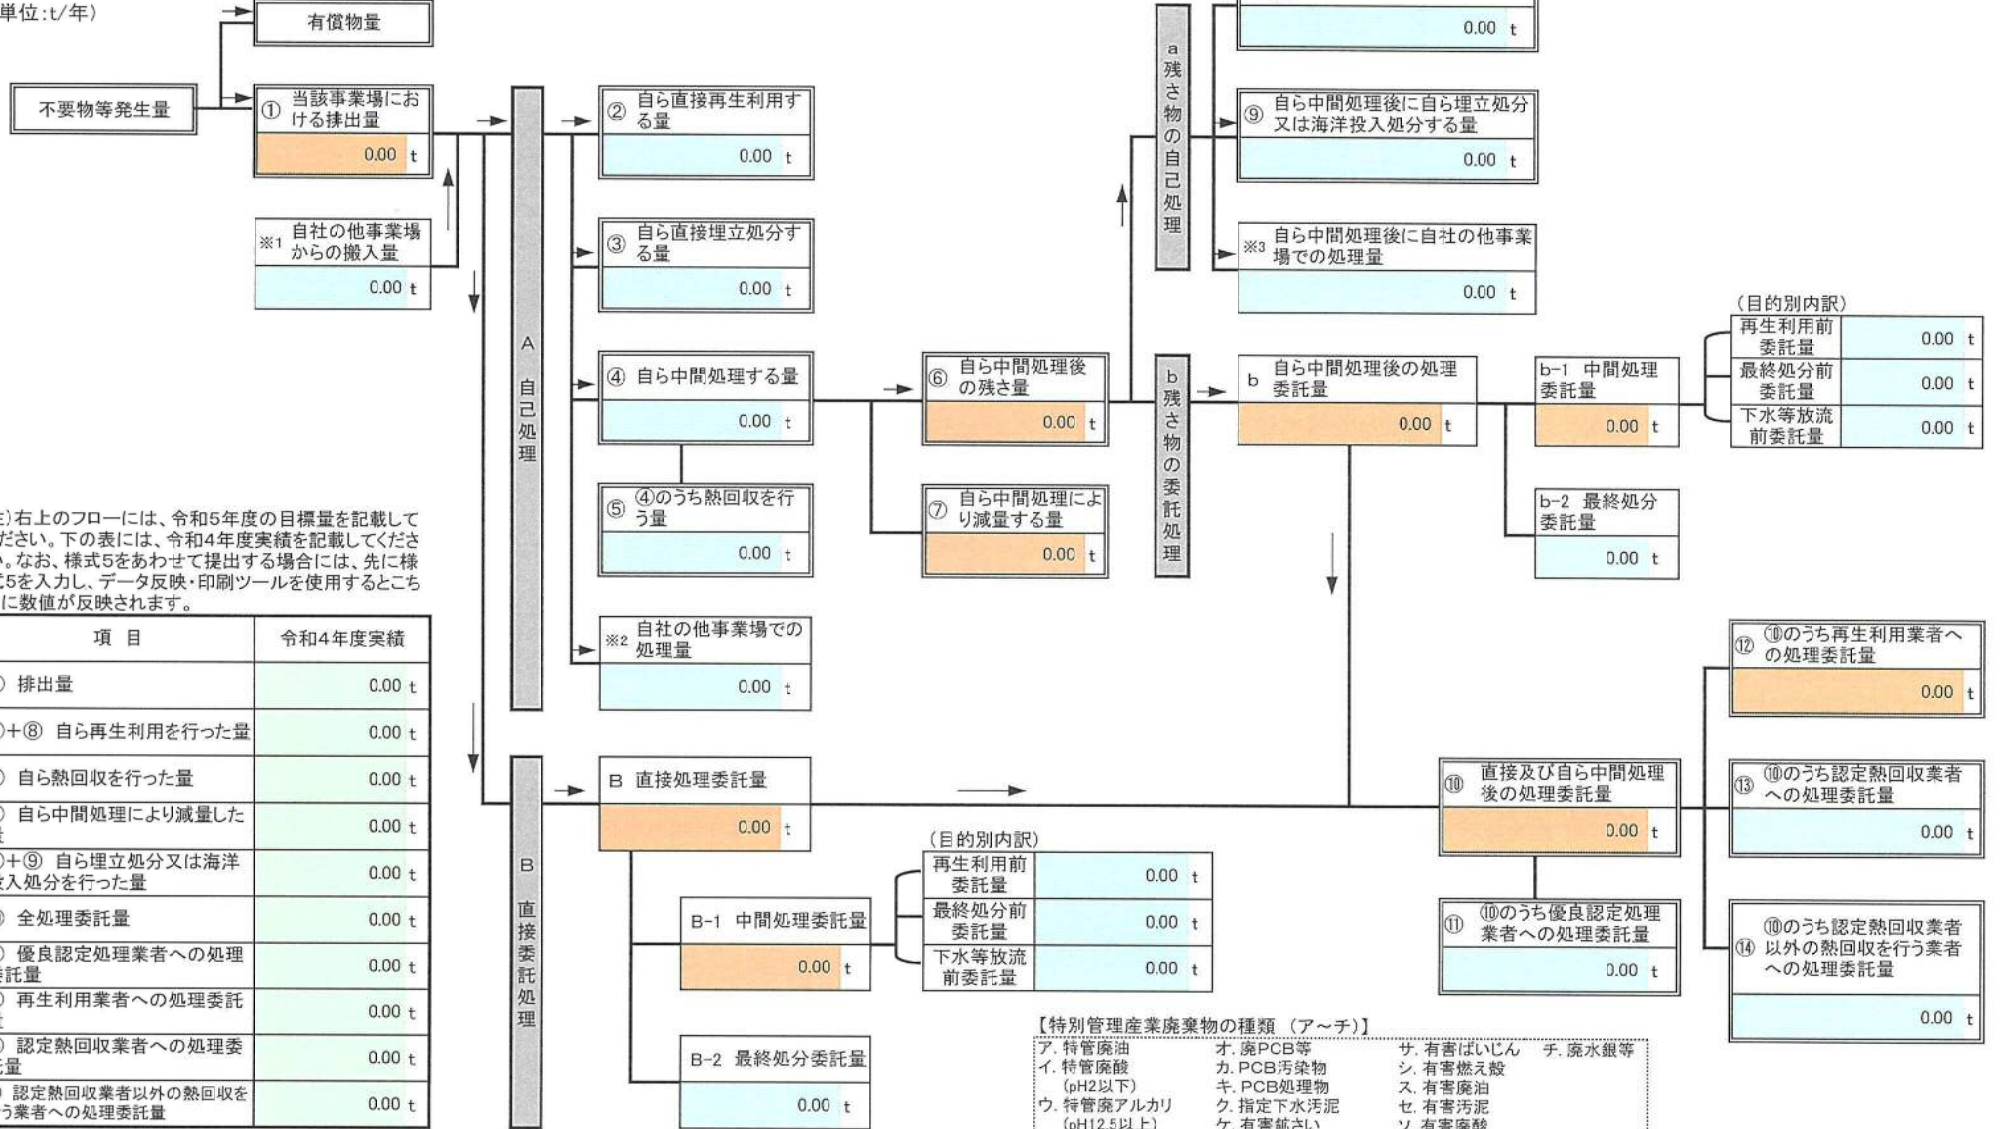 単位:t/年)
有償物量
不要物等発生量
① 当該事業場にお
ける排出量
0.00 t
※1 自社の他事業場
からの搬入量
0.00 t
A 自己処理
② 自ら直接再生利用す
る量
0.00 t
③ 自ら直接埋立処分す
る量
0.00 t
④ 自ら中間処理する量
0.00 t
⑤ ④のうち熱回収を行
う量
0.00 t
※2 自社の他事業場での
処理量
0.00 t
⑥ 自ら中間処理後
の残さ量
0.00 t
⑦ 自ら中間処理によ
り減量する量
0.00 t
a 残さ物の自己処理
0.00 t
⑨ 自ら中間処理後に自ら埋立処分
又は海洋投入処分する量
0.00 t
※3 自ら中間処理後に自社の他事業
場での処理量
0.00 t
b 残さ物の委託処理
b 自ら中間処理後の処理
委託量
0.00 t
b-1 中間処理
委託量
0.00 t
(目的別内訳)
再生利用前
委託量
0.00 t
最終処分前
委託量
0.00 t
下水等放流
前委託量
0.00 t
b-2 最終処分
委託量
0.00 t
)右上のフローには、令和5年度の目標量を記載して
ださい。下の表には、令和4年度実績を記載してくださ
。なお、様式5をあわせて提出する場合には、先に様
5を入力し、データ反映・印刷ツールを使用するとこち
に数値が反映されます。
項 目 令和4年度実績
排出量 0.00 t
+⑧ 自ら再生利用を行った量 0.00 t
自ら熱回収を行った量 0.00 t
自ら中間処理により減量した
0.00 t
+⑨ 自ら埋立処分又は海洋
入処分を行った量 0.00 t
全処理委託量 0.00 t
優良認定処理業者への処理
託量 0.00 t
再生利用業者への処理委託
0.00 t
認定熱回収業者への処理委
量 0.00 t
認定熱回収業者以外の熱回収を
う業者への処理委託量 0.00 t
B 直接委託処理
B 直接処理委託量
0.00 t
B-1 中間処理委託量
0.00 t
(目的別内訳)
再生利用前
委託量
0.00 t
最終処分前
委託量
0.00 t
下水等放流
前委託量
0.00 t
B-2 最終処分委託量
0.00 t
⑩ 直接及び自ら中間処理
後の処理委託量
0.00 t
⑪ ⑩のうち優良認定処理
業者への処理委託量
0.00 t
⑫ ⑩のうち再生利用業者へ
の処理委託量
0.00 t
⑬ ⑩のうち認定熱回収業者
への処理委託量
0.00 t
⑭ ⑩のうち認定熱回収業者
以外の熱回収を行う業者
への処理委託量
0.00 t
【特別管理産業廃棄物の種類 (ア～チ)】
ア. 特管廃油 オ. 廃PCB等 サ. 有害ばいじん チ. 廃水銀等
イ. 特管廃酸 カ. PCB汚染物 シ. 有害燃え殻
(pH2以下) キ. PCB処理物 ス. 有害廃油
ウ. 特管廃アルカリ ク. 指定下水汚泥 セ. 有害汚泥
(pH12.5以上) ケ. 有害鉱さい ソ. 有害廃酸